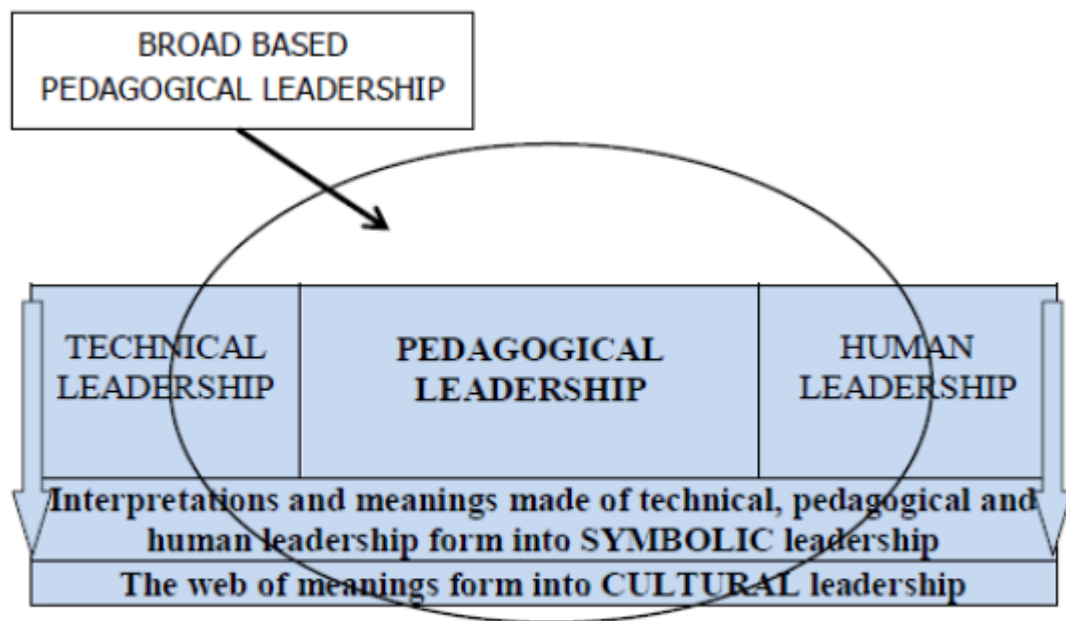 BROAD BASED
PEDAGOGICAL LEADERSHIP
TECHNICAL
LEADERSHIP
PEDAGOGICAL
LEADERSHIP
HUMAN
LEADERSHIP
Interpretations and meanings made of technical, pedagogical and
human leadership form into SYMBOLIC leadership
The web of meanings form into CULTURAL leadership